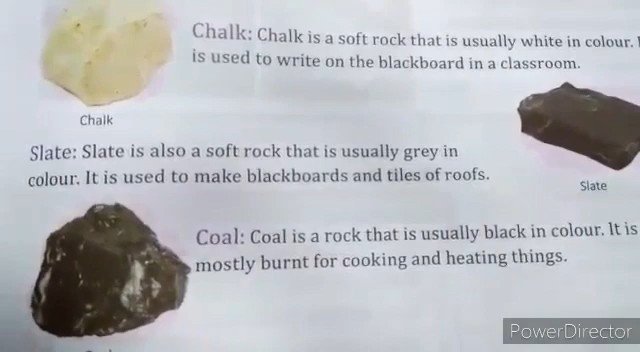 Chalk: Chalk is a soft rock that is usually white in colour.
is used to write on the blackboard in a classroom.
Chalk
Slate: Slate is also a soft rock that is usually grey in
colour. It is used to make blackboards and tiles of roofs.
Slate
Coal: Coal is a rock that is usually black in colour. It is
mostly burnt for cooking and heating things.
PowerDirector